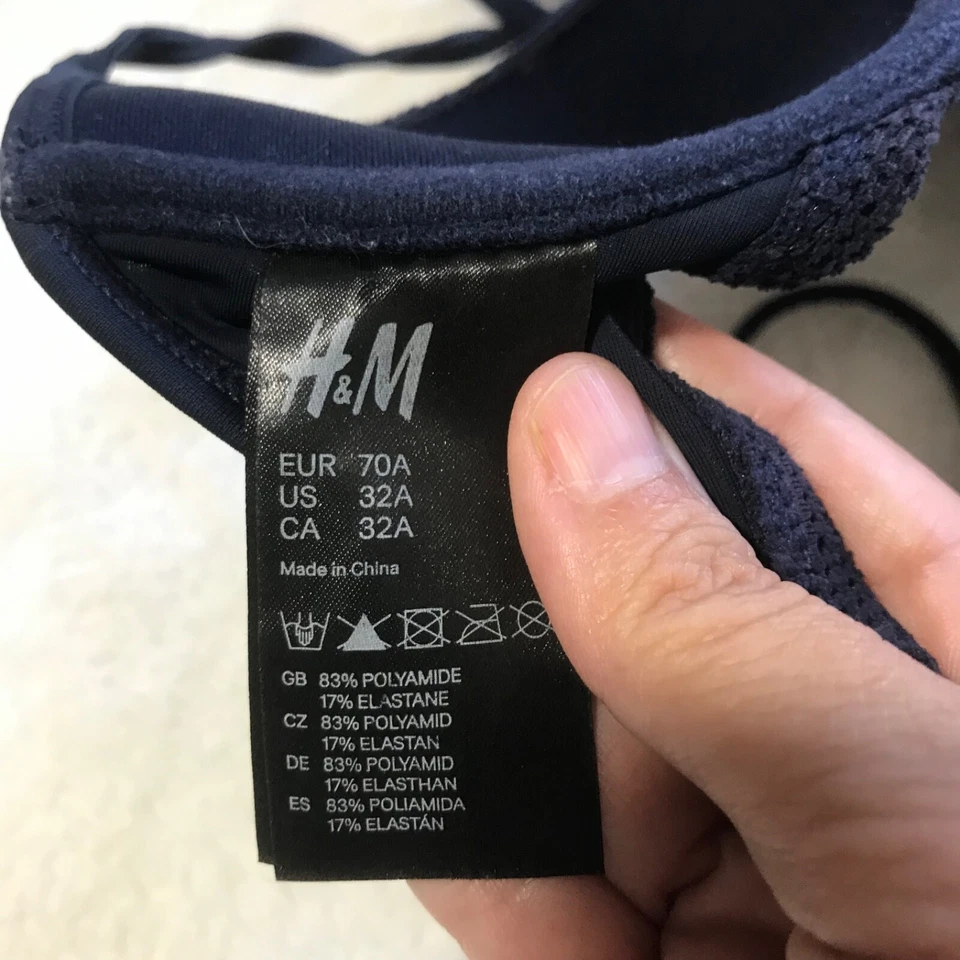 H&M
EUR 70A
US 32A
CA 32A
Made in China
GB 83% POLYAMIDE
17% ELASTANE
CZ 83% POLYAMID
17% ELASTAN
DE 83% POLYAMID
17% ELASTHAN
ES 83% POLIAMIDA
17% ELASTÁN